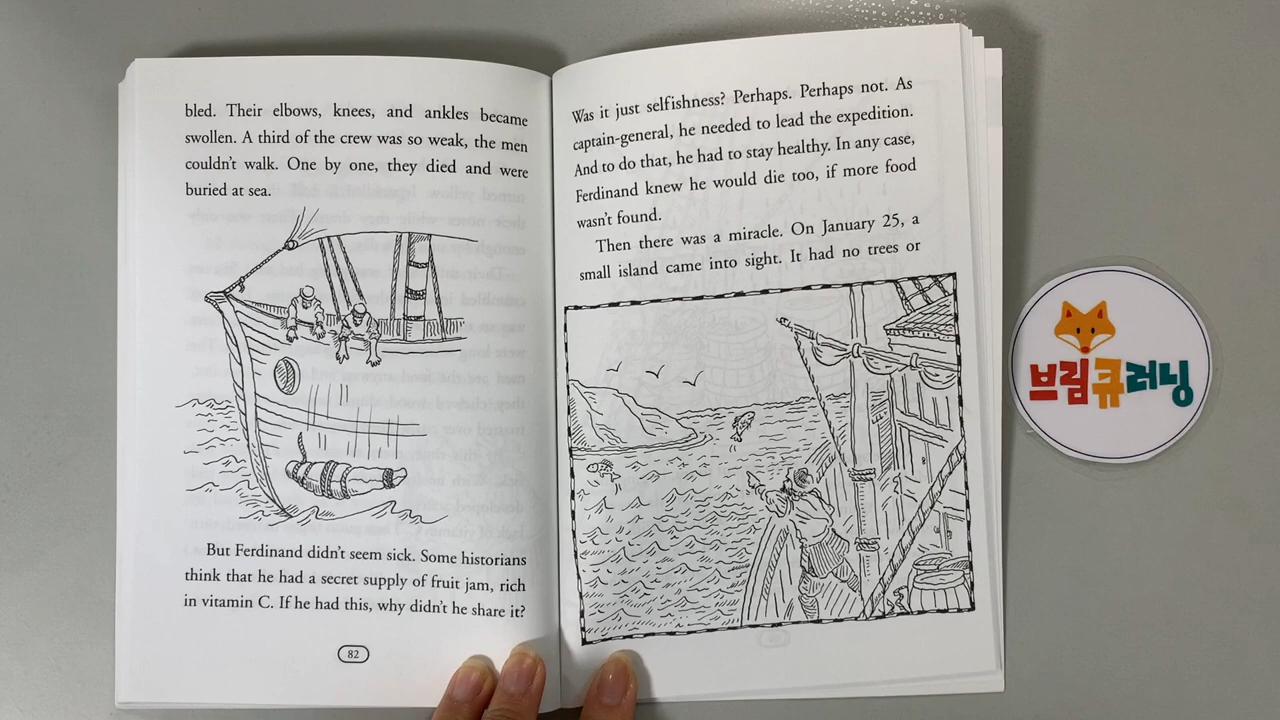 bled. Their elbows, knees, and ankles became
swollen. A third of the crew was so weak, the men
couldn't walk. One by one, they died and were
buried at sea.
But Ferdinand didn't seem sick. Some historians
think that he had a secret supply of fruit jam, rich
in vitamin C. If he had this, why didn't he share it?
82
Was it just selfishness? Perhaps. Perhaps not. As
captain-general, he needed to lead the expedition.
And to do that, he had to stay healthy. In any case,
Ferdinand knew he would die too, if more food
wasn't found.
Then there was a miracle. On January 25, a
small island came into sight. It had no trees or
브림큐러닝